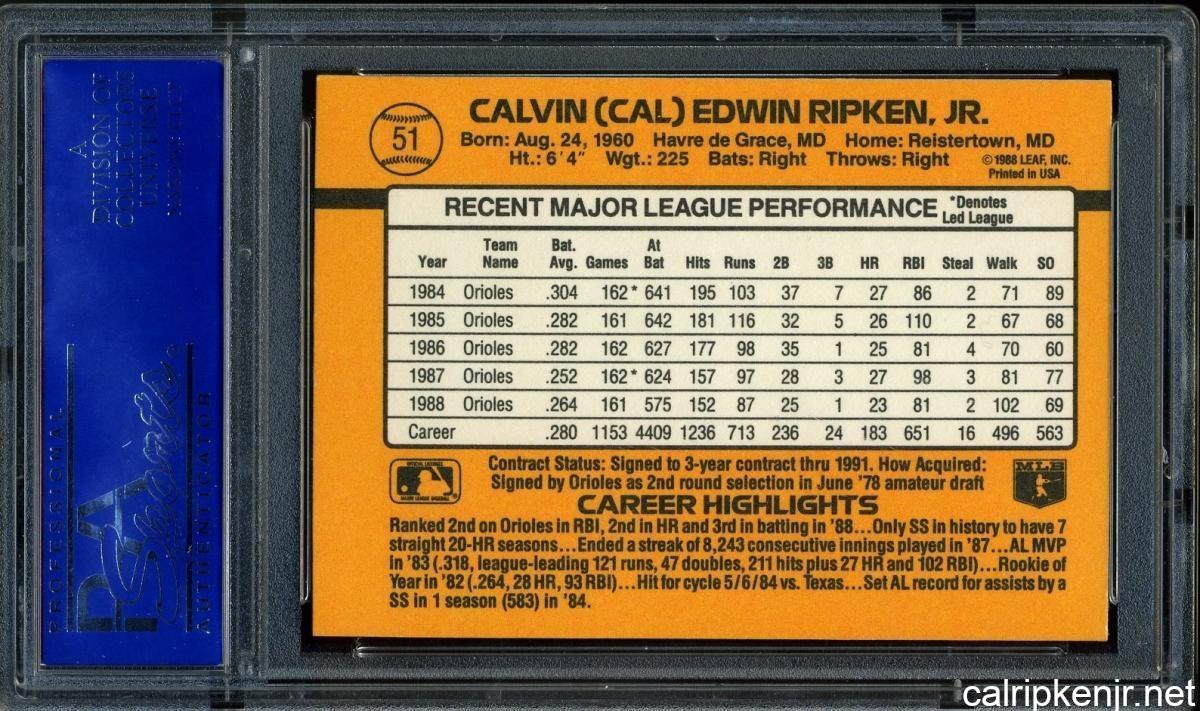 A
DIVISION OF
COLLECTORS
UNIVERSE
NASDAQ: CLCT
PROFESSIONAL
PSA
Sports
AUTHENTICATOR
51
CALVIN (CAL) EDWIN RIPKEN, JR.
Born: Aug. 24, 1960 Havre de Grace, MD Home: Reistertown, MD
Ht.: 6'4" Wgt.: 225 Bats: Right Throws: Right ©1988 LEAF, INC.
Printed in USA
RECENT MAJOR LEAGUE PERFORMANCE *Denotes
Led League
Year Team Name Bat. Avg. Games At Bat Hits Runs 2B 3B HR RBI Steal Walk SO
1984 Orioles .304 162* 641 195 103 37 7 27 86 2 71 89
1985 Orioles .282 161 642 181 116 32 5 26 110 2 67 68
1986 Orioles .282 162 627 177 98 35 1 25 81 4 70 60
1987 Orioles .252 162* 624 157 97 28 3 27 98 3 81 77
1988 Orioles .264 161 575 152 87 25 1 23 81 2 102 69
Career .280 1153 4409 1236 713 236 24 183 651 16 496 563
Contract Status: Signed to 3-year contract thru 1991. How Acquired:
Signed by Orioles as 2nd round selection in June '78 amateur draft
MLB
CAREER HIGHLIGHTS
Ranked 2nd on Orioles in RBI, 2nd in HR and 3rd in batting in '88...Only SS in history to have 7
straight 20-HR seasons...Ended a streak of 8,243 consecutive innings played in '87...AL MVP
in '83 (.318, league-leading 121 runs, 47 doubles, 211 hits plus 27 HR and 102 RBI)...Rookie of
Year in '82 (.264, 28 HR, 93 RBI)...Hit for cycle 5/6/84 vs. Texas...Set AL record for assists by a
SS in 1 season (583) in '84.
calripkenjr.net